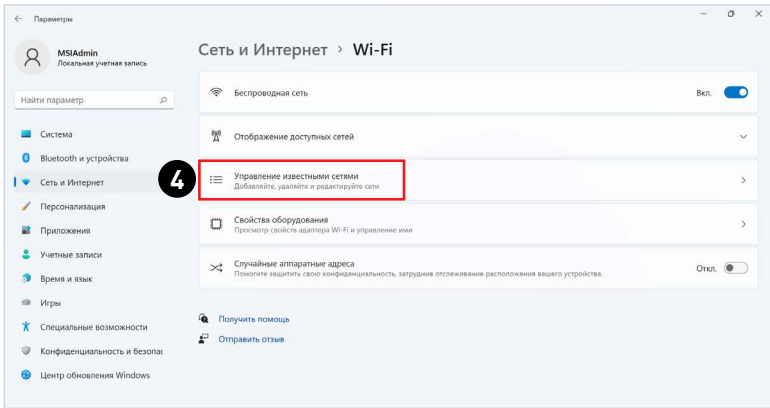 Параметры
MSIAdmin
Локальная учетная запись
Найти параметр
Система
Bluetooth и устройства
Сеть и Интернет
Персонализация
Приложения
Учетные записи
Время и язык
Игры
Специальные возможности
Конфиденциальность и безопас
Центр обновления Windows
Сеть и Интернет > Wi-Fi
Беспроводная сеть Вкл.
Отображение доступных сетей
4
Управление известными сетями
Добавляйте, удаляйте и редактируйте сети
Свойства оборудования
Просмотр свойств адаптера Wi-Fi и управление ими
Случайные аппаратные адреса Откл.
Помогите защитить свою конфиденциальность, затруднив отслеживание расположения вашего устройства.
Получить помощь
Отправить отзыв